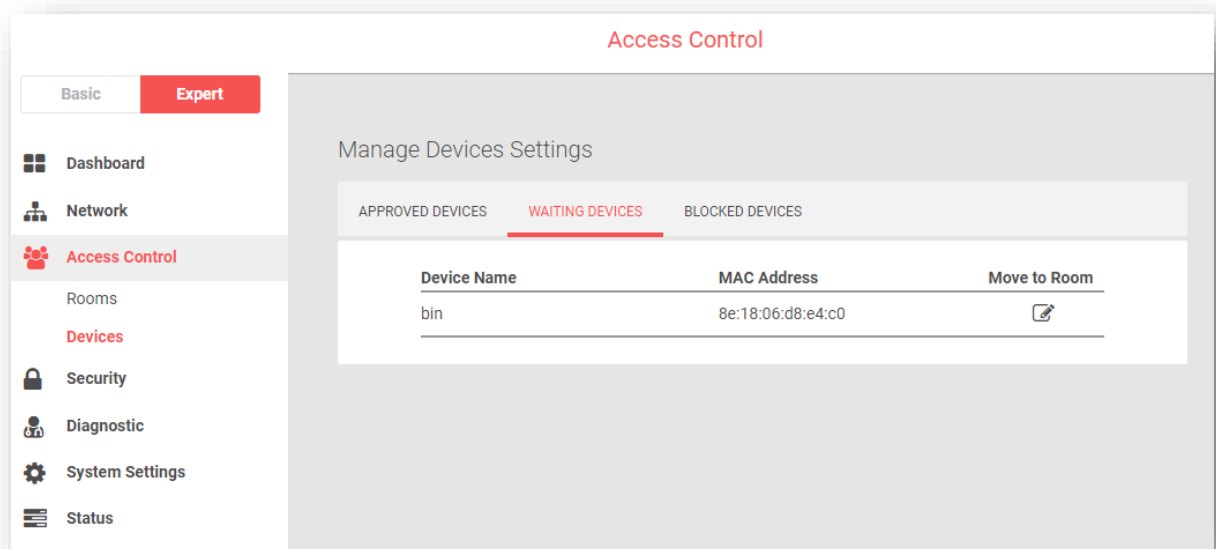 Access Control
Basic Expert
Dashboard
Network
Access Control
Rooms
Devices
Security
Diagnostic
System Settings
Status
Manage Devices Settings
APPROVED DEVICES WAITING DEVICES BLOCKED DEVICES
Device Name MAC Address Move to Room
bin 8e:18:06:d8:e4:c0